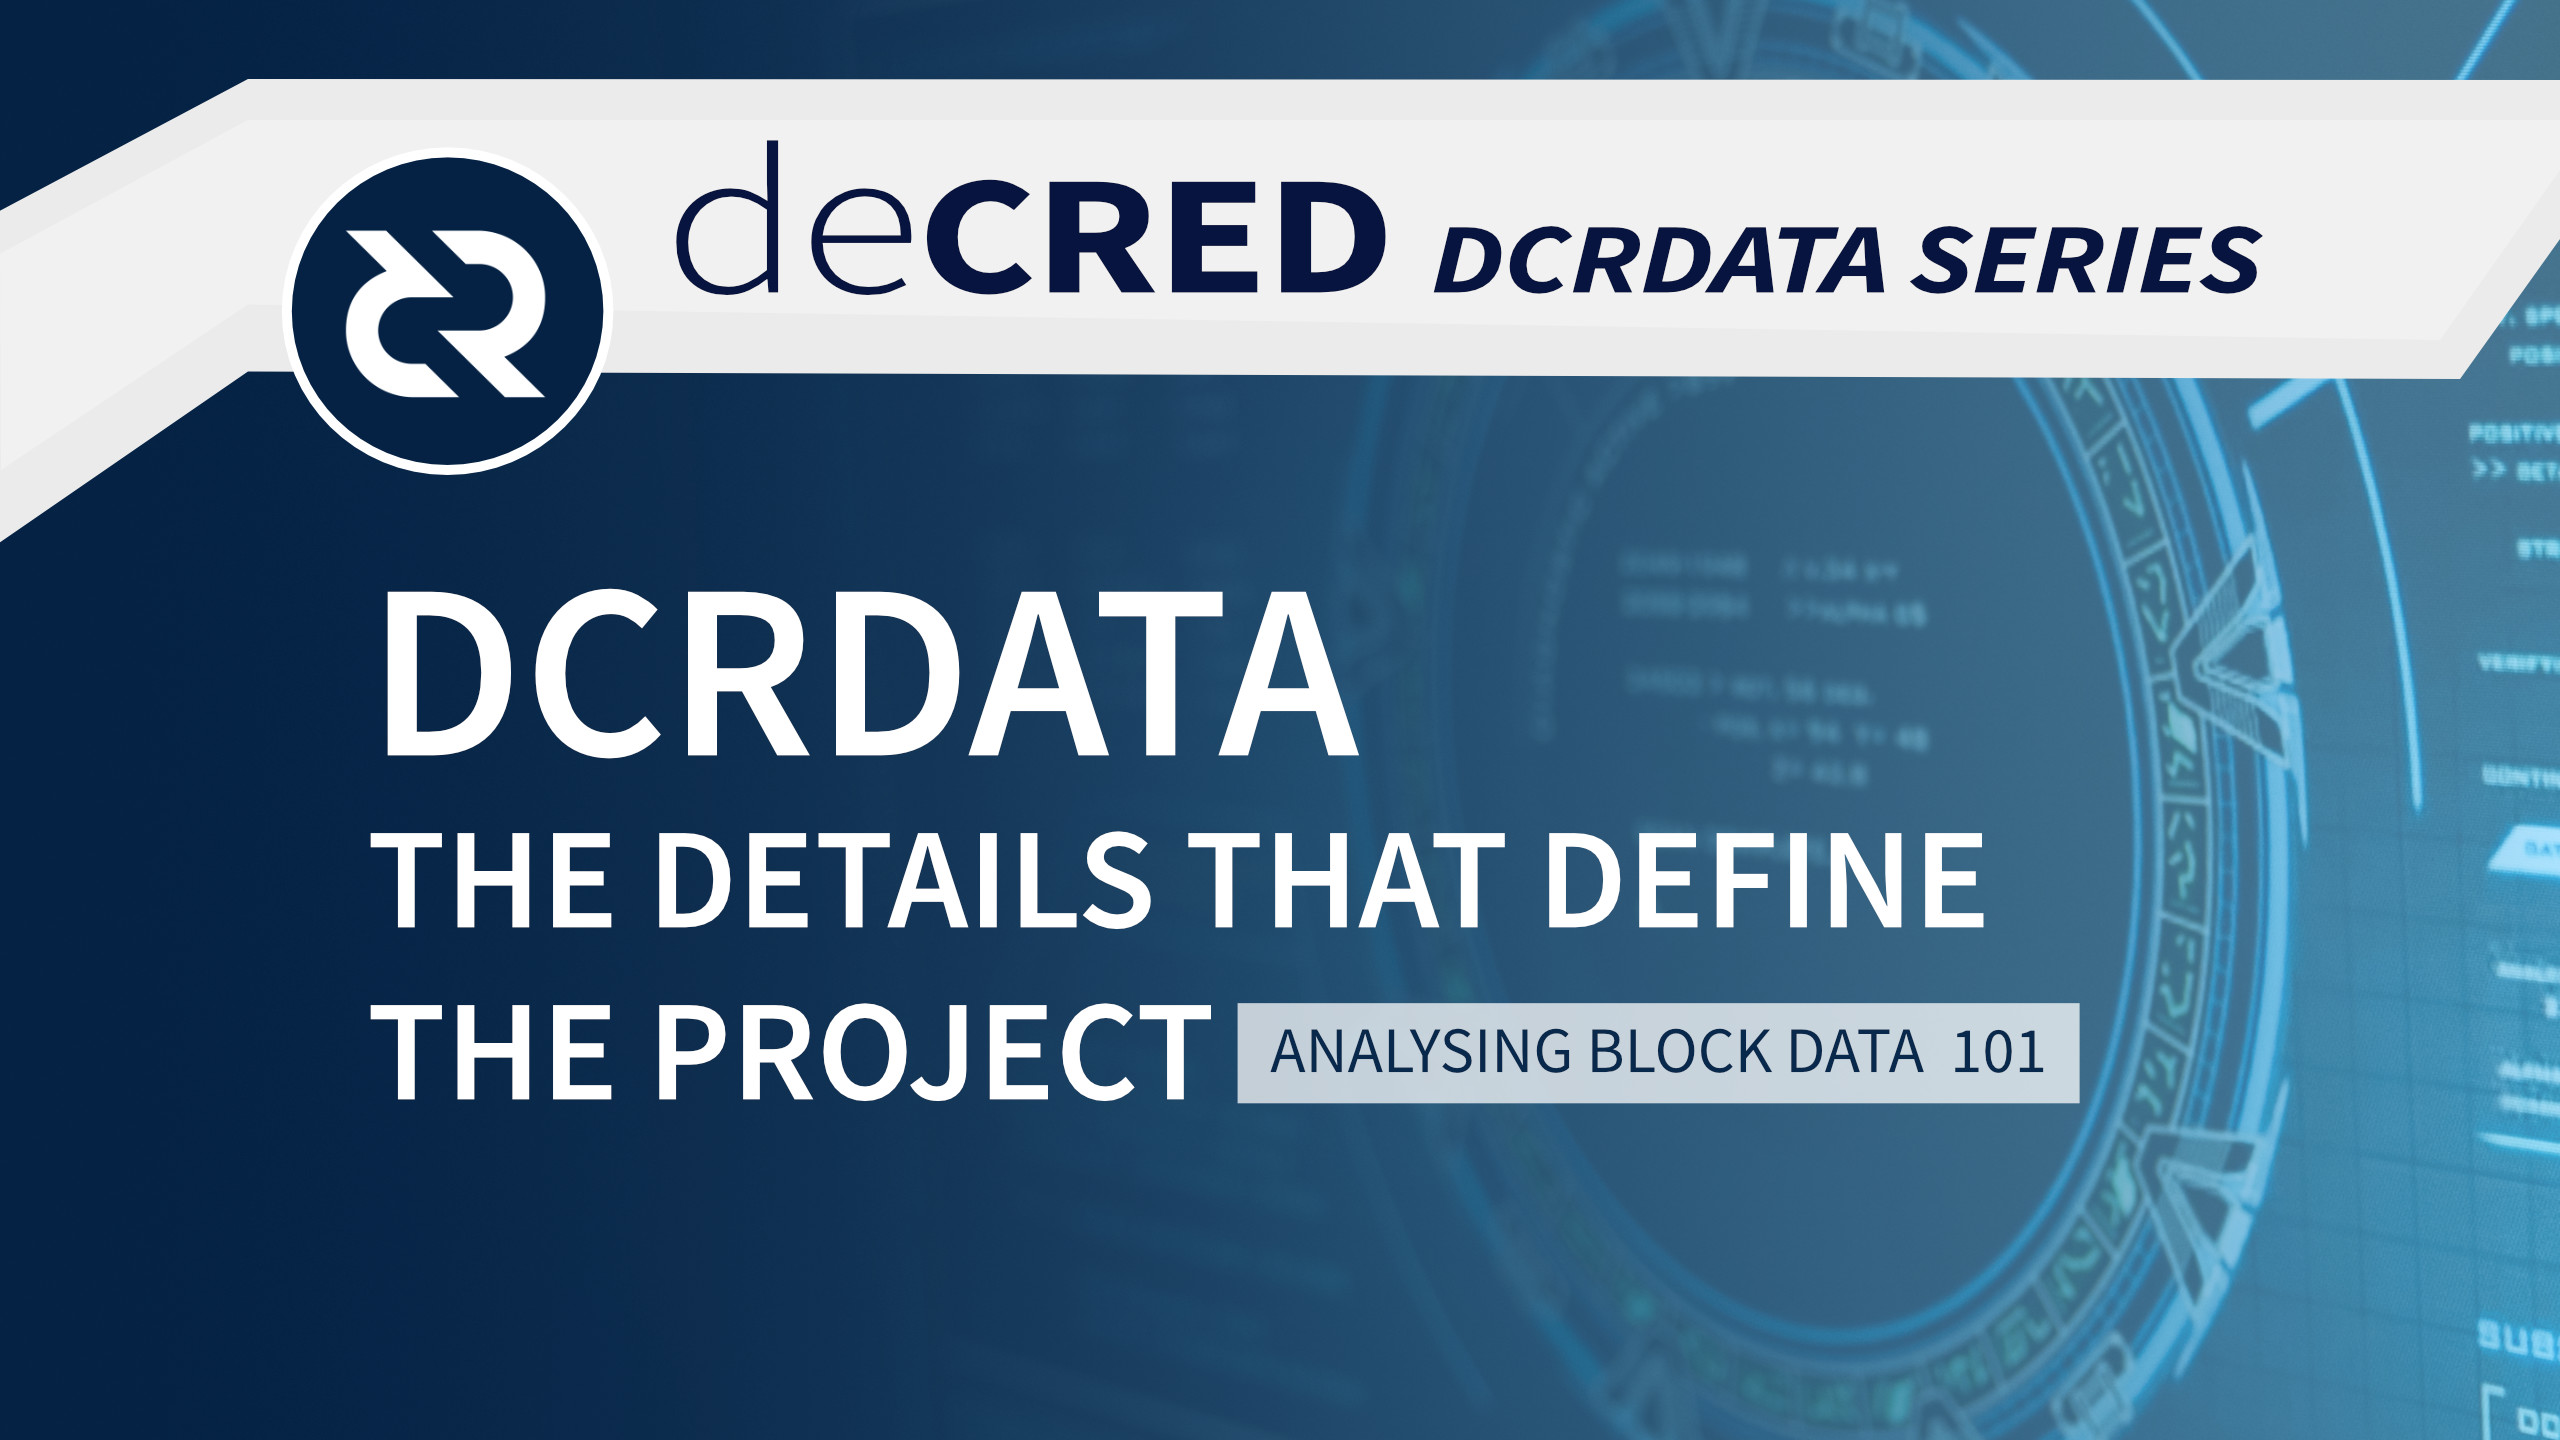 deCRED DCRDATA SERIES
DCRDATA
THE DETAILS THAT DEFINE
THE PROJECT ANALYSING BLOCK DATA 101